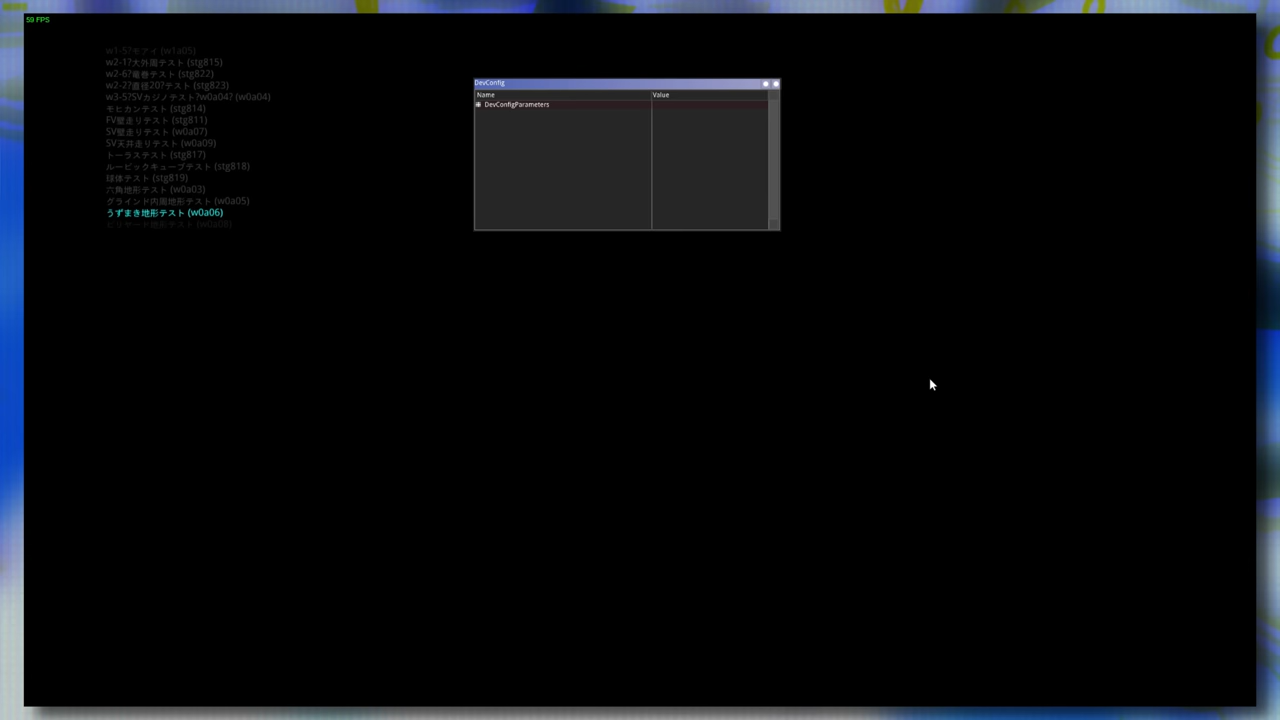 59 FPS
w1-5?モアイ (w1a05)
w2-1?大外周テスト (stg815)
w2-6?竜巻テスト (stg822)
w2-2?直径20?テスト (stg823)
w3-5?SVカジノテスト?w0a04? (w0a04)
モヒカンテスト (stg814)
FV壁走りテスト (stg811)
SV壁走りテスト (w0a07)
SV天井走りテスト (w0a09)
トーラステスト (stg817)
ルービックキューブテスト (stg818)
球体テスト (stg819)
六角地形テスト (w0a03)
グラインド内周地形テスト (w0a05)
うずまき地形テスト (w0a06)
DevConfig
Name Value
DevConfigParameters